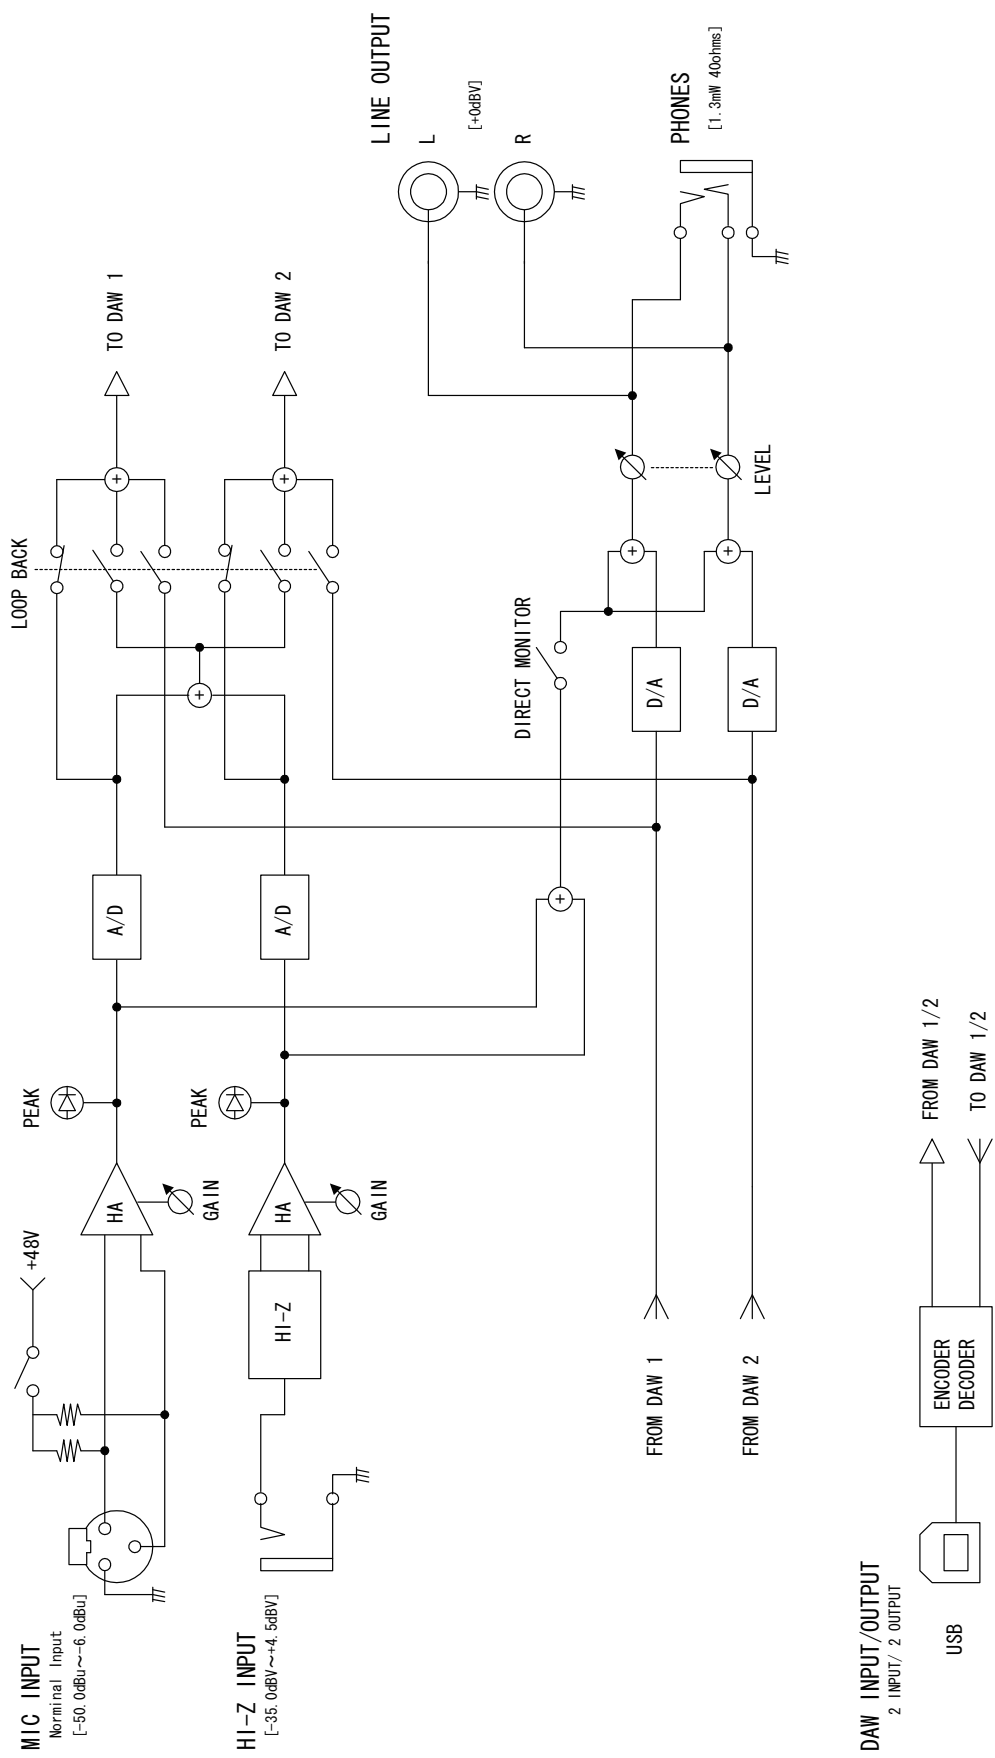 MIC INPUT
Norminal Input
[-50.0dBu～-6.0dBu]
+48V
HA
GAIN
PEAK
A/D
LOOP BACK
TO DAW 1
HI-Z INPUT
[-35.0dBV～+4.5dBV]
HI-Z
HA
GAIN
PEAK
A/D
TO DAW 2
LINE OUTPUT
L
[+0dBV]
R
DIRECT MONITOR
FROM DAW 1
D/A
FROM DAW 2
D/A
LEVEL
PHONES
[1.3mW 40ohms]
DAW INPUT/OUTPUT
2 INPUT/ 2 OUTPUT
USB
ENCODER
DECODER
FROM DAW 1/2
TO DAW 1/2